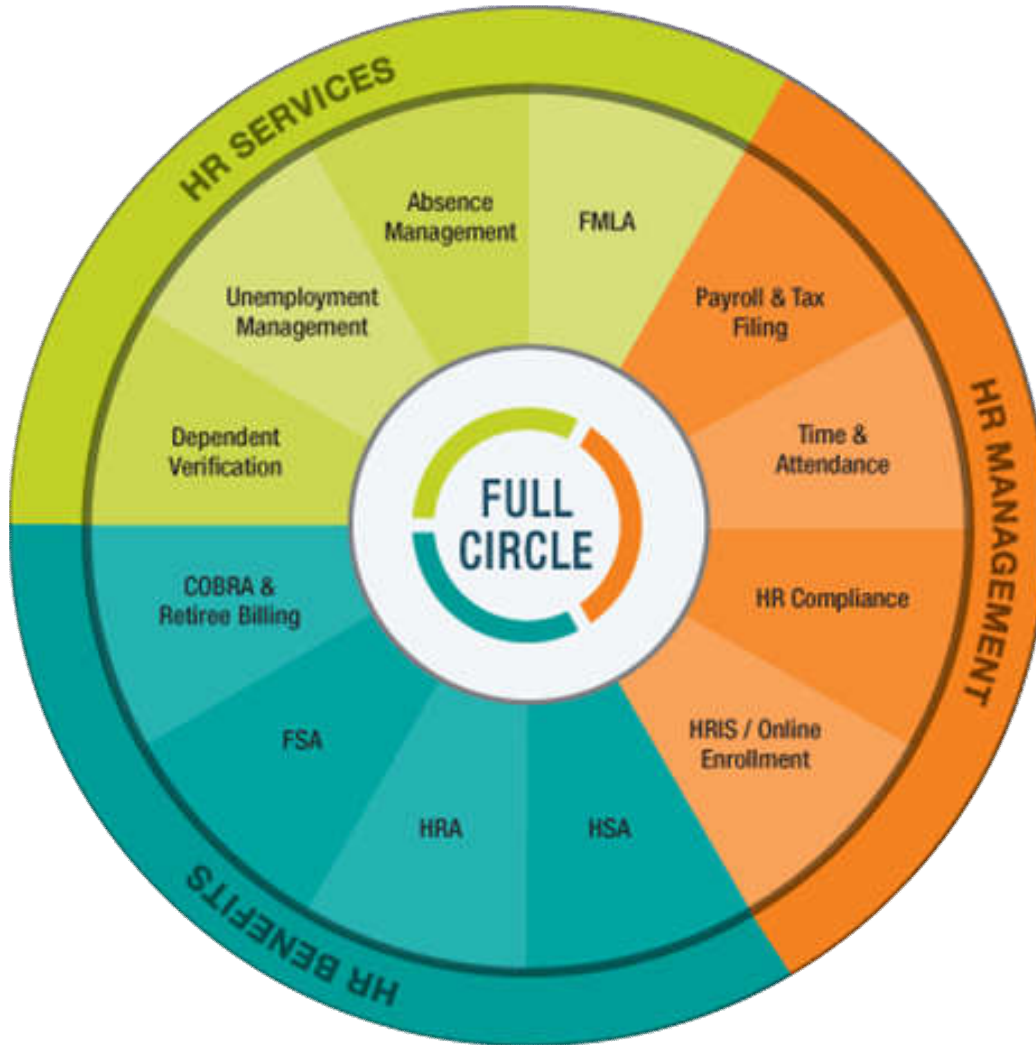 HR SERVICES
Absence
Management
FMLA
Unemployment
Management
Dependent
Verification
Payroll & Tax
Filing
Time &
Attendance
HR Compliance
HRIS / Online
Enrollment
HR MANAGEMENT
FULL
CIRCLE
COBRA &
Retiree Billing
FSA
HRA
HSA
HR BENEFITS